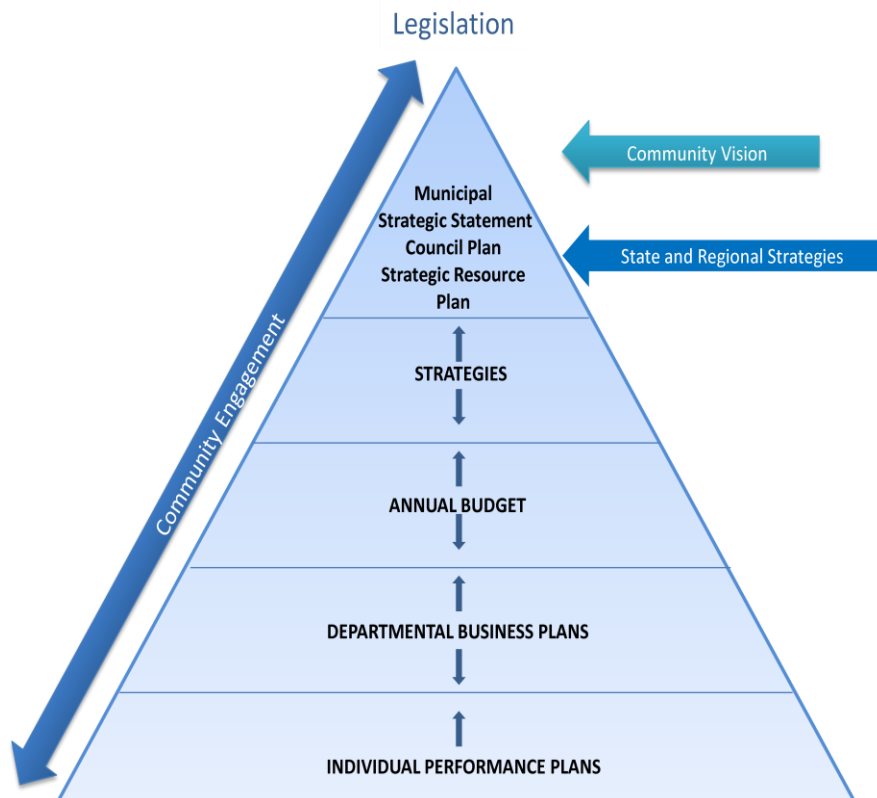 Legislation
Community Vision
Municipal
Strategic Statement
Council Plan
Strategic Resource
Plan
State and Regional Strategies
Community Engagement
STRATEGIES
ANNUAL BUDGET
DEPARTMENTAL BUSINESS PLANS
INDIVIDUAL PERFORMANCE PLANS